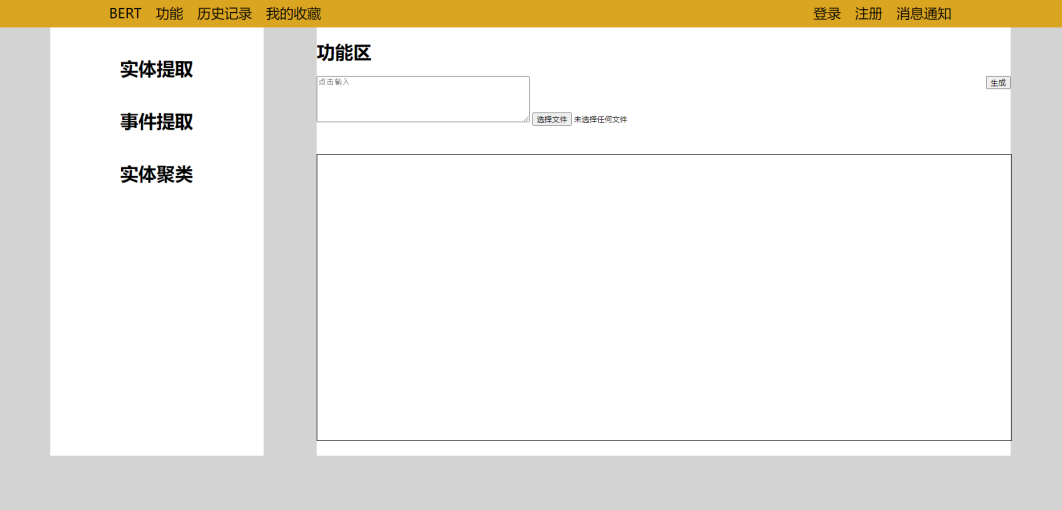 BERT 功能 历史记录 我的收藏 登录 注册 消息通知
实体提取
事件提取
实体聚类
功能区
点击输入
选择文件 未选择任何文件
生成